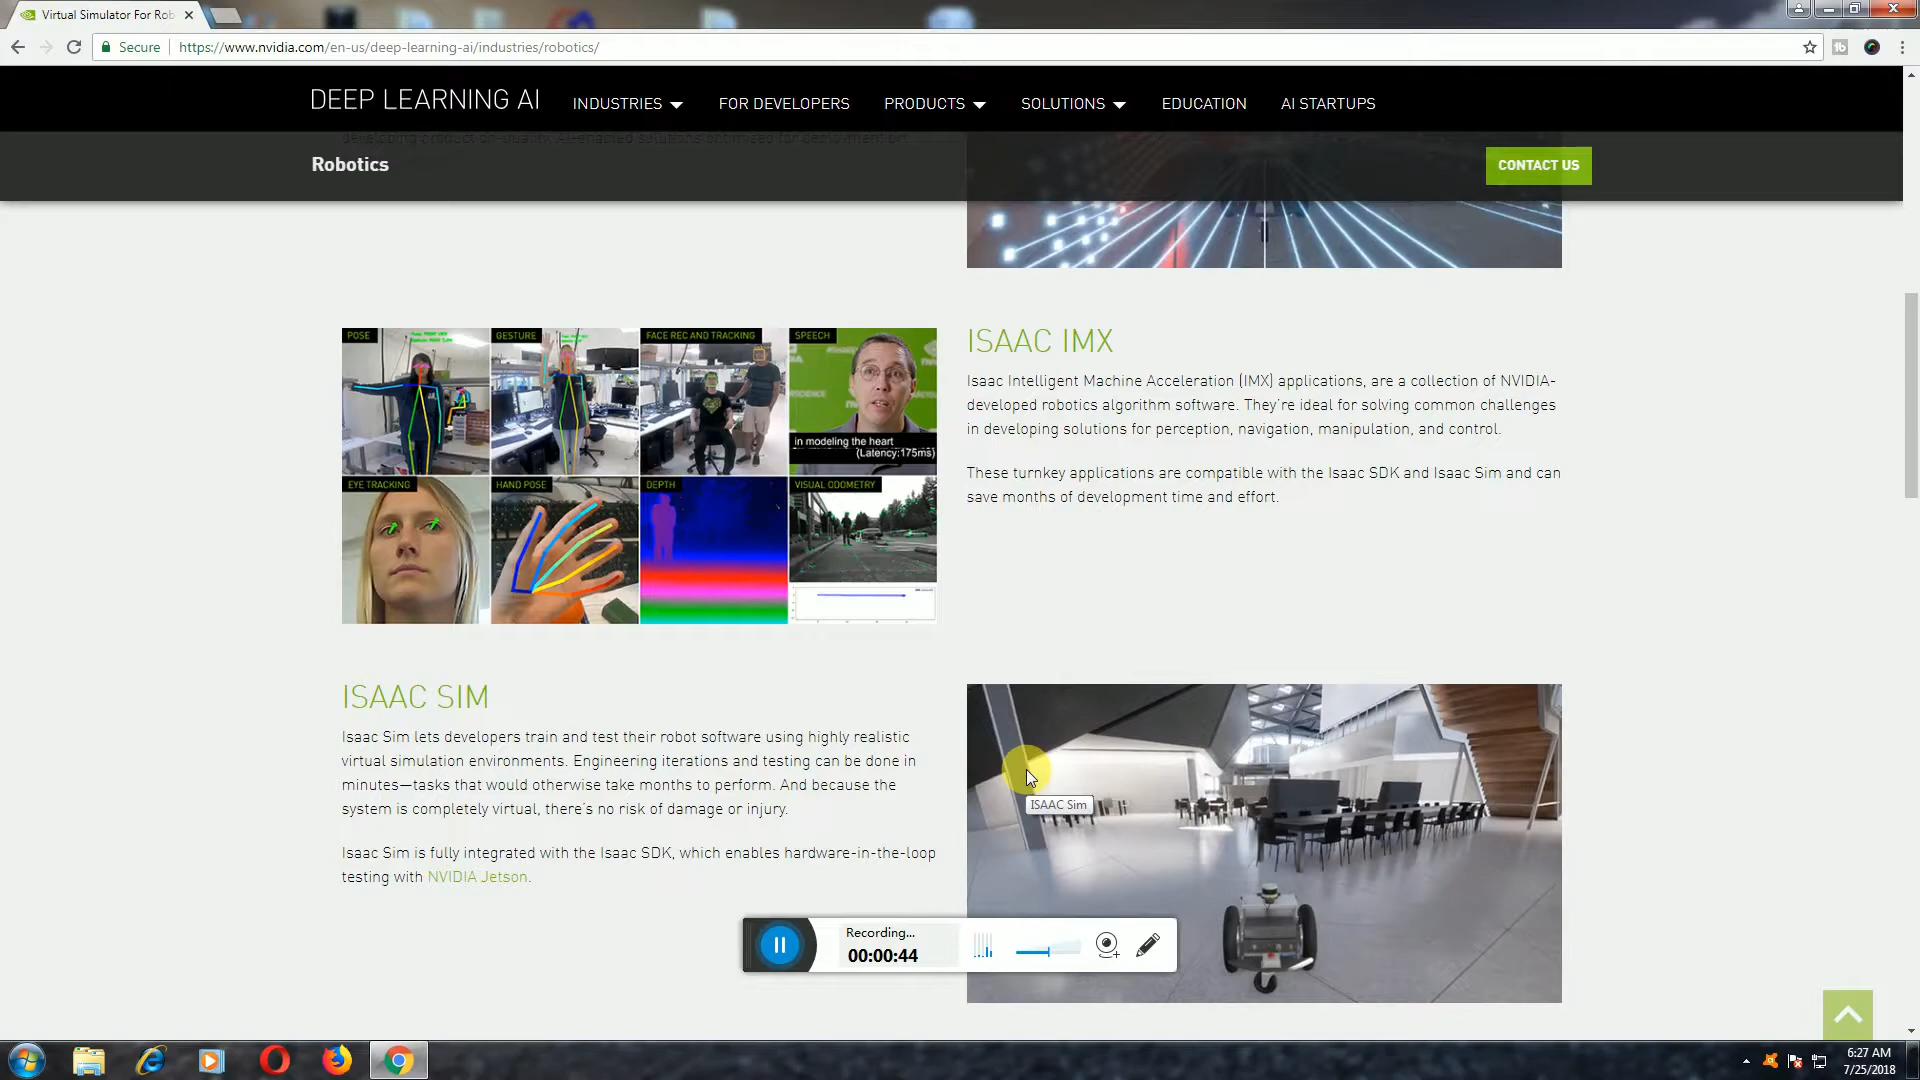 Virtual Simulator For Rob
Secure
https://www.nvidia.com/en-us/deep-learning-ai/industries/robotics/
DEEP LEARNING AI
INDUSTRIES
FOR DEVELOPERS
PRODUCTS
SOLUTIONS
EDUCATION
AI STARTUPS
Robotics
CONTACT US
POSE
GESTURE
FACE REC AND TRACKING
SPEECH
in modeling the heart
(Latency:175ms)
EYE TRACKING
HAND POSE
DEPTH
VISUAL ODOMETRY
ISAAC IMX
Isaac Intelligent Machine Acceleration (IMX) applications, are a collection of NVIDIA-
developed robotics algorithm software. They're ideal for solving common challenges
in developing solutions for perception, navigation, manipulation, and control.
These turnkey applications are compatible with the Isaac SDK and Isaac Sim and can
save months of development time and effort.
ISAAC SIM
Isaac Sim lets developers train and test their robot software using highly realistic
virtual simulation environments. Engineering iterations and testing can be done in
minutes—tasks that would otherwise take months to perform. And because the
system is completely virtual, there's no risk of damage or injury.
Isaac Sim is fully integrated with the Isaac SDK, which enables hardware-in-the-loop
testing with NVIDIA Jetson.
ISAAC Sim
Recording...
00:00:44
6:27 AM
7/25/2018